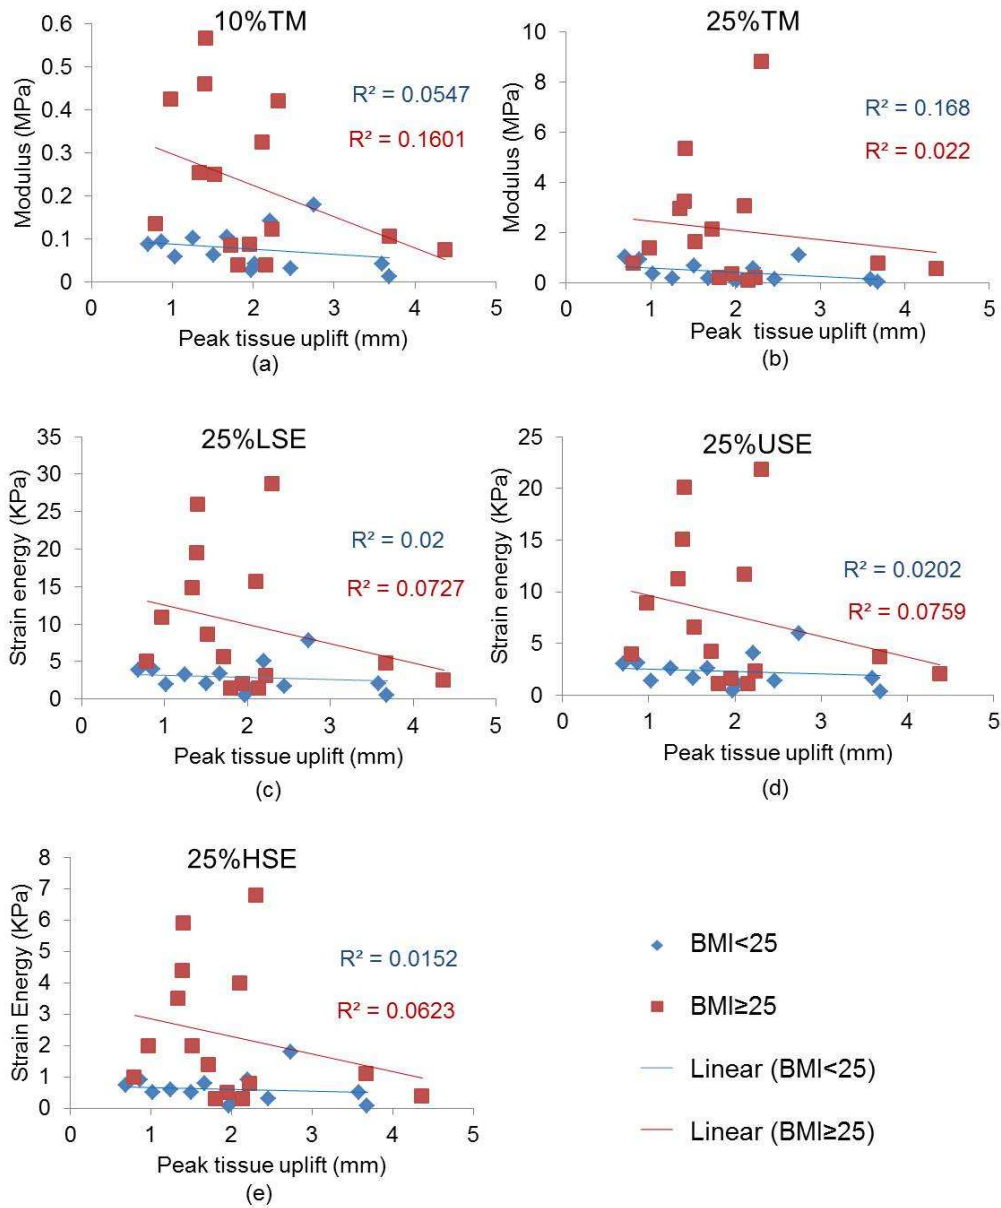 10%TM
Modulus (MPa)
0.6
0.5
0.4
0.3
0.2
0.1
0
R² = 0.0547
R² = 0.1601
0 1 2 3 4 5
Peak tissue uplift (mm)
(a)
25%TM
Modulus (MPa)
10
8
6
4
2
0
R² = 0.168
R² = 0.022
0 1 2 3 4 5
Peak tissue uplift (mm)
(b)
25%LSE
Strain energy (KPa)
35
30
25
20
15
10
5
0
R² = 0.02
R² = 0.0727
0 1 2 3 4 5
Peak tissue uplift (mm)
(c)
25%USE
Strain energy (KPa)
25
20
15
10
5
0
R² = 0.0202
R² = 0.0759
0 1 2 3 4 5
Peak tissue uplift (mm)
(d)
25%HSE
Strain Energy (KPa)
8
7
6
5
4
3
2
1
0
R² = 0.0152
R² = 0.0623
0 1 2 3 4 5
Peak tissue uplift (mm)
(e)
BMI<25
BMI≥25
Linear (BMI<25)
Linear (BMI≥25)